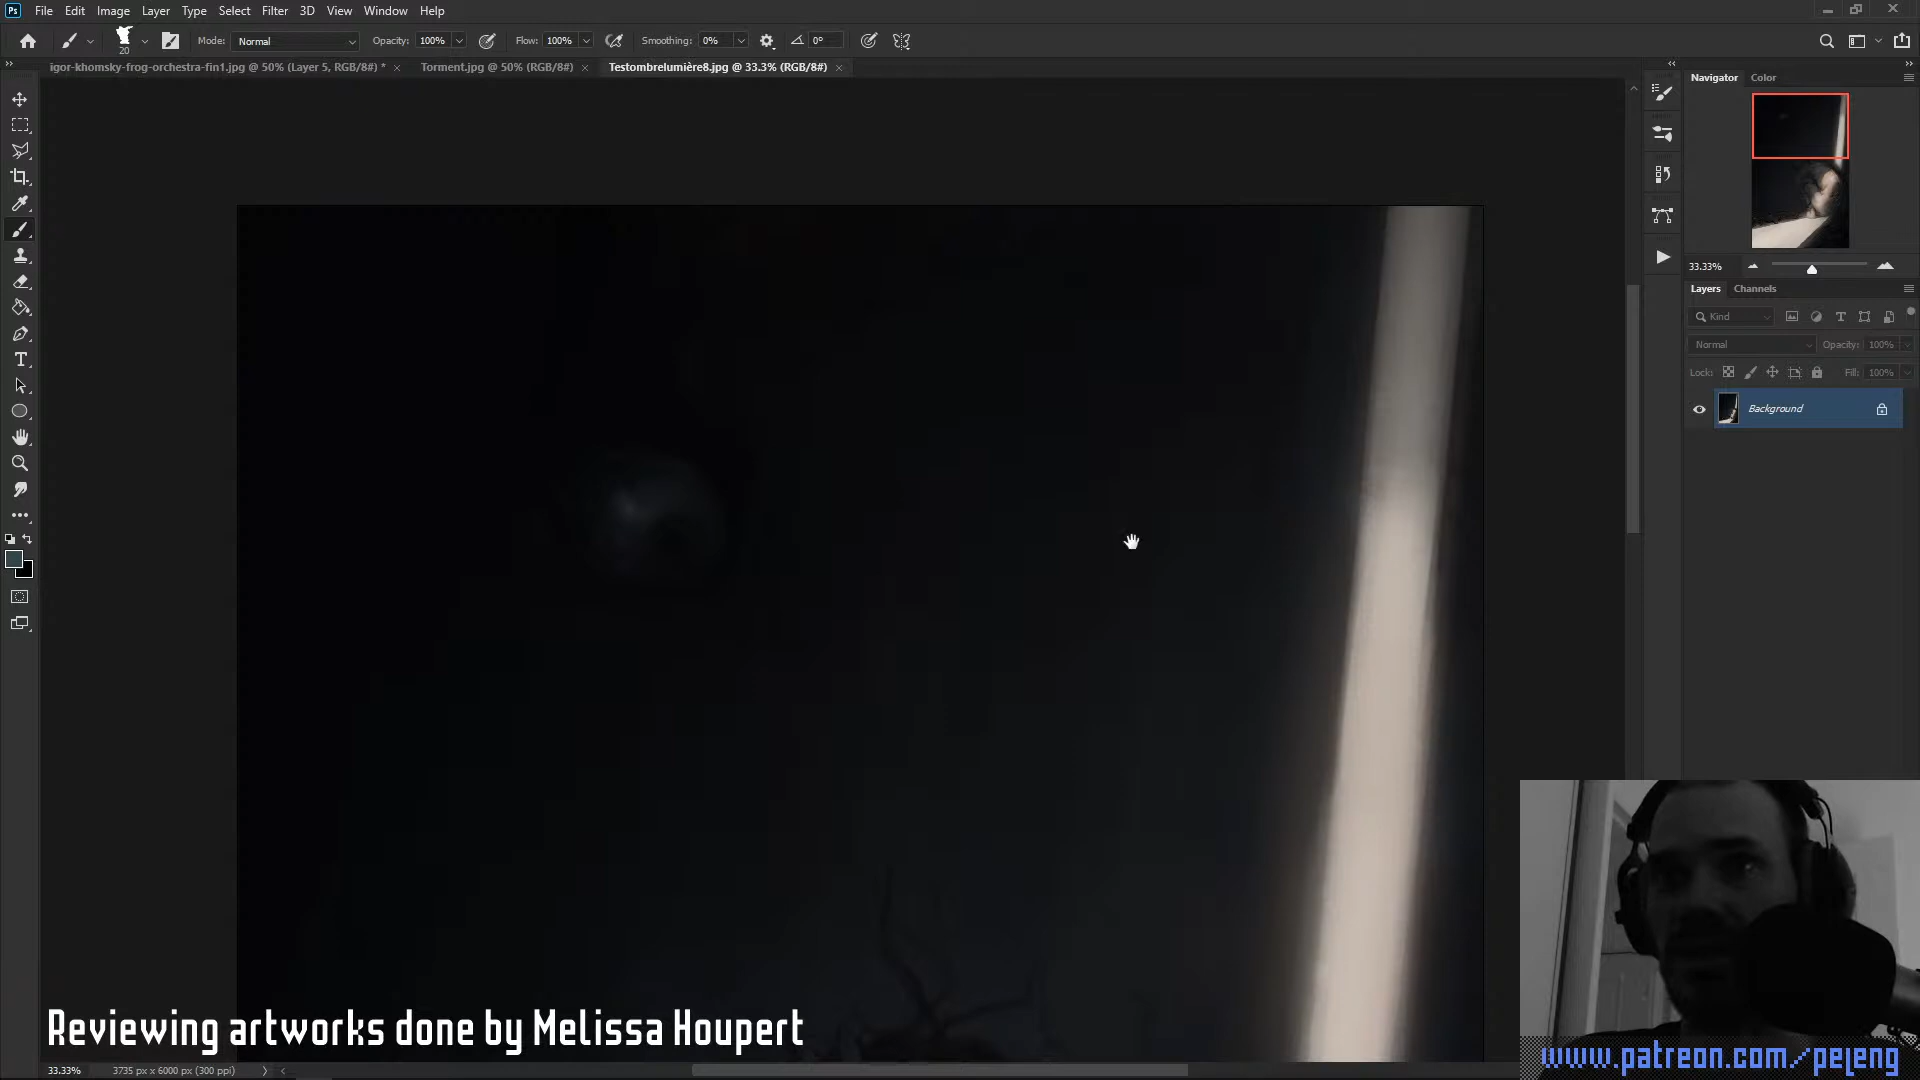 Ps File Edit Image Layer Type Select Filter 3D View Window Help
20 Mode: Normal Opacity: 100% Flow: 100% Smoothing: 0% 0°
igor-khomsky-frog-orchestra-fin1.jpg @ 50% (Layer 5, RGB/8#) * Torment.jpg @ 50% (RGB/8#) Testombrelumière8.jpg @ 33.3% (RGB/8#)
Navigator Color
33.33%
Layers Channels
Kind
Normal Opacity: 100%
Lock: Fill: 100%
Background
Reviewing artworks done by Melissa Houpert
www.patreon.com/peleng
33.33% 3735 px x 6000 px (300 ppi)